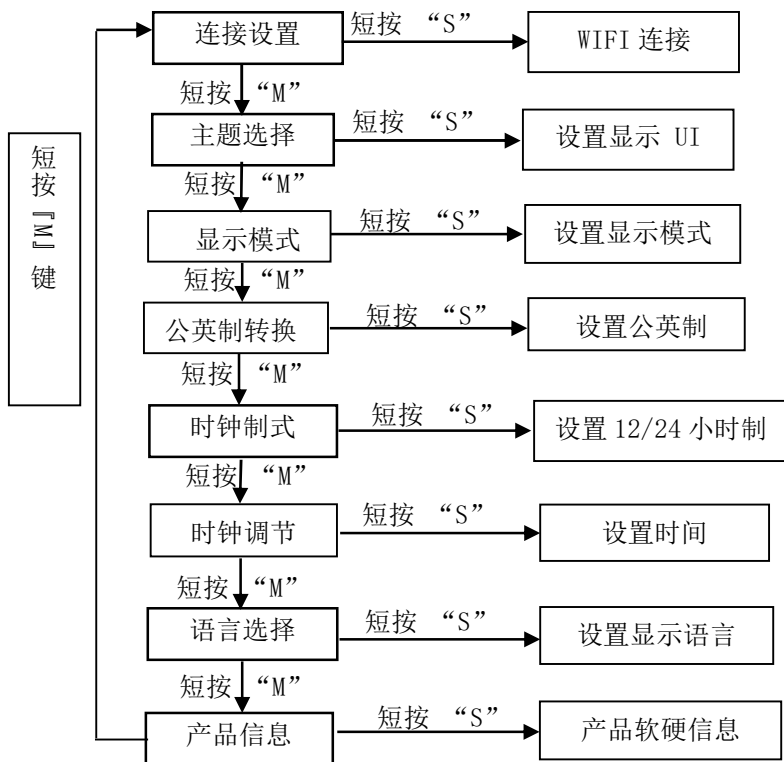 连接设置
短按 “S”
WIFI 连接
短按 “M”
主题选择
短按 “S”
设置显示 UI
短按 “M”
显示模式
短按 “S”
设置显示模式
短按 “M”
公英制转换
短按 “S”
设置公英制
短按 “M”
时钟制式
短按 “S”
设置 12/24 小时制
短按 “M”
时钟调节
短按 “S”
设置时间
短按 “M”
语言选择
短按 “S”
设置显示语言
短按 “M”
产品信息
短按 “S”
产品软硬信息
短按『M』键